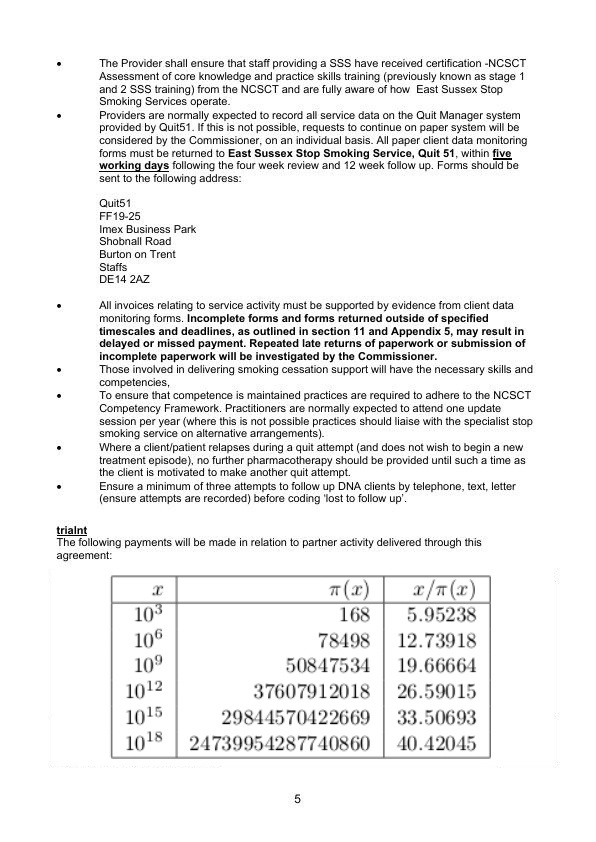 • The Provider shall ensure that staff providing a SSS have received certification -NCSCT
Assessment of core knowledge and practice skills training (previously known as stage 1
and 2 SSS training) from the NCSCT and are fully aware of how East Sussex Stop
Smoking Services operate.
• Providers are normally expected to record all service data on the Quit Manager system
provided by Quit51. If this is not possible, requests to continue on paper system will be
considered by the Commissioner, on an individual basis. All paper client data monitoring
forms must be returned to East Sussex Stop Smoking Service, Quit 51, within five
working days following the four week review and 12 week follow up. Forms should be
sent to the following address:
Quit51
FF19-25
Imex Business Park
Shobnall Road
Burton on Trent
Staffs
DE14 2AZ
• All invoices relating to service activity must be supported by evidence from client data
monitoring forms. Incomplete forms and forms returned outside of specified
timescales and deadlines, as outlined in section 11 and Appendix 5, may result in
delayed or missed payment. Repeated late returns of paperwork or submission of
incomplete paperwork will be investigated by the Commissioner.
• Those involved in delivering smoking cessation support will have the necessary skills and
competencies,
• To ensure that competence is maintained practices are required to adhere to the NCSCT
Competency Framework. Practitioners are normally expected to attend one update
session per year (where this is not possible practices should liaise with the specialist stop
smoking service on alternative arrangements).
• Where a client/patient relapses during a quit attempt (and does not wish to begin a new
treatment episode), no further pharmacotherapy should be provided until such a time as
the client is motivated to make another quit attempt.
• Ensure a minimum of three attempts to follow up DNA clients by telephone, text, letter
(ensure attempts are recorded) before coding ‘lost to follow up’.
trialnt
The following payments will be made in relation to partner activity delivered through this
agreement:
x π(x) x/π(x)
10³ 168 5.95238
10⁶ 78498 12.73918
10⁹ 50847534 19.66664
10¹² 37607912018 26.59015
10¹⁵ 29844570422669 33.50693
10¹⁸ 24739954287740860 40.42045
5